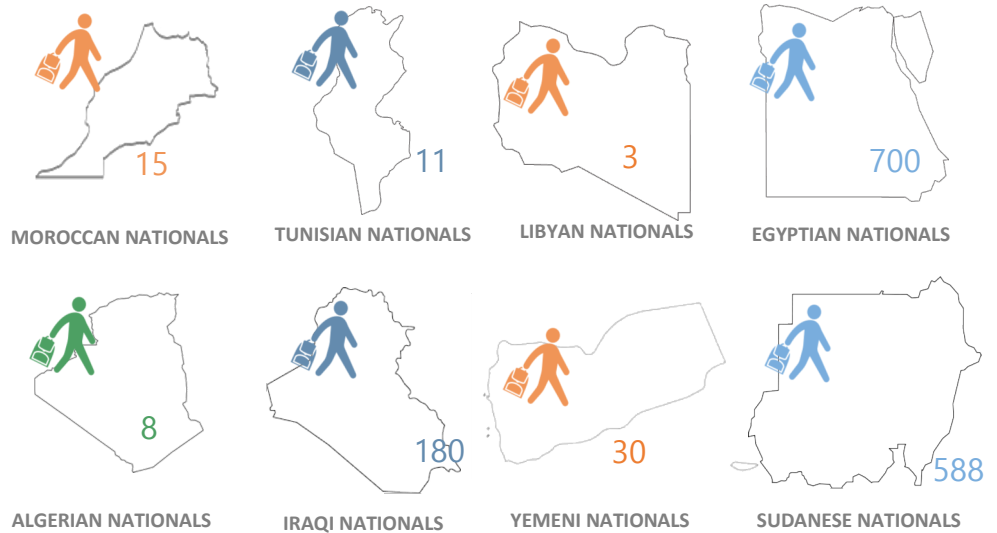 15
11
3
700
MOROCCAN NATIONALS
TUNISIAN NATIONALS
LIBYAN NATIONALS
EGYPTIAN NATIONALS
8
180
30
588
ALGERIAN NATIONALS
IRAQI NATIONALS
YEMENI NATIONALS
SUDANESE NATIONALS